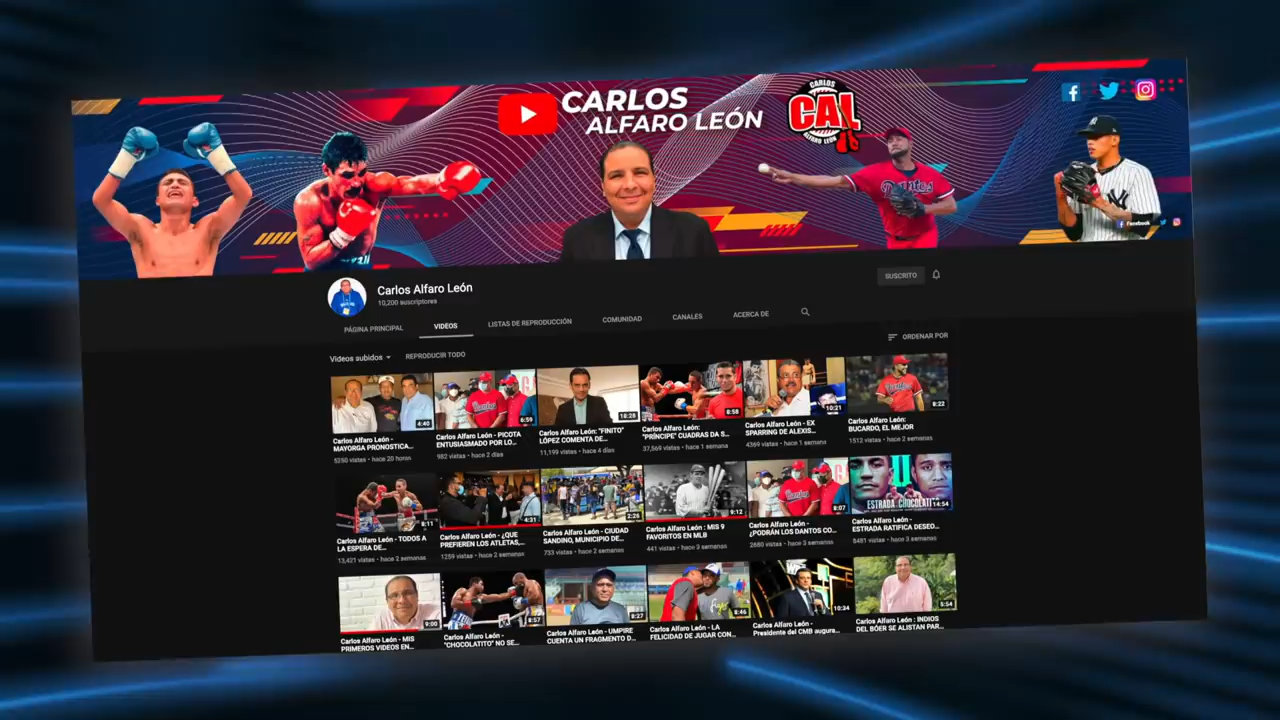 CARLOS
ALFARO LEÓN
CARLOS
CAL
ALFARO LEÓN
Dantos
NY
Facebook
Carlos Alfaro León
10,200 suscriptores
SUSCRITO
PÁGINA PRINCIPAL
VIDEOS
LISTAS DE REPRODUCCIÓN
COMUNIDAD
CANALES
ACERCA DE
Videos subidos
REPRODUCIR TODO
ORDENAR POR
4:40
6:59
18:28
8:58
10:21
8:22
Carlos Alfaro León -
MAYORGA PRONOSTICA...
5250 vistas • hace 20 horas
Carlos Alfaro León - PICOTA
ENTUSIASMADO POR LO...
982 vistas • hace 2 días
Carlos Alfaro León: "FINITO"
LÓPEZ COMENTA DE...
11,199 vistas • hace 4 días
Carlos Alfaro León:
"PRÍNCIPE" CUADRAS DA S...
37,569 vistas • hace 1 semana
Carlos Alfaro León - EX
SPARRING DE ALEXIS...
4369 vistas • hace 1 semana
Carlos Alfaro León:
BUCARDO, EL MEJOR
1512 vistas • hace 2 semanas
8:11
4:31
2:25
9:12
8:07
ESTRADA CHOCOLATI
14:54
Carlos Alfaro León - TODOS A
LA ESPERA DE...
13,421 vistas • hace 2 semanas
Carlos Alfaro León - ¿QUE
PREFIEREN LOS ATLETAS,...
1259 vistas • hace 2 semanas
Carlos Alfaro León - CIUDAD
SANDINO, MUNICIPIO DE...
733 vistas • hace 2 semanas
Carlos Alfaro León: MIS 9
FAVORITOS EN MLB
441 vistas • hace 3 semanas
Carlos Alfaro León -
¿PODRÁN LOS DANTOS CO...
2650 vistas • hace 3 semanas
Carlos Alfaro León -
ESTRADA RATIFICA DESEO...
8481 vistas • hace 3 semanas
9:00
8:57
8:27
8:46
10:34
5:54
Carlos Alfaro León - MIS
PRIMEROS VIDEOS EN...
Carlos Alfaro León -
"CHOCOLATITO" NO SE...
Carlos Alfaro León - UMPIRE
CUENTA UN FRAGMENTO D...
Carlos Alfaro León - LA
FELICIDAD DE JUGAR CON...
Carlos Alfaro León -
Presidente del CMB augura...
Carlos Alfaro León : INDIOS
DEL BÓER SE ALISTAN PAR...